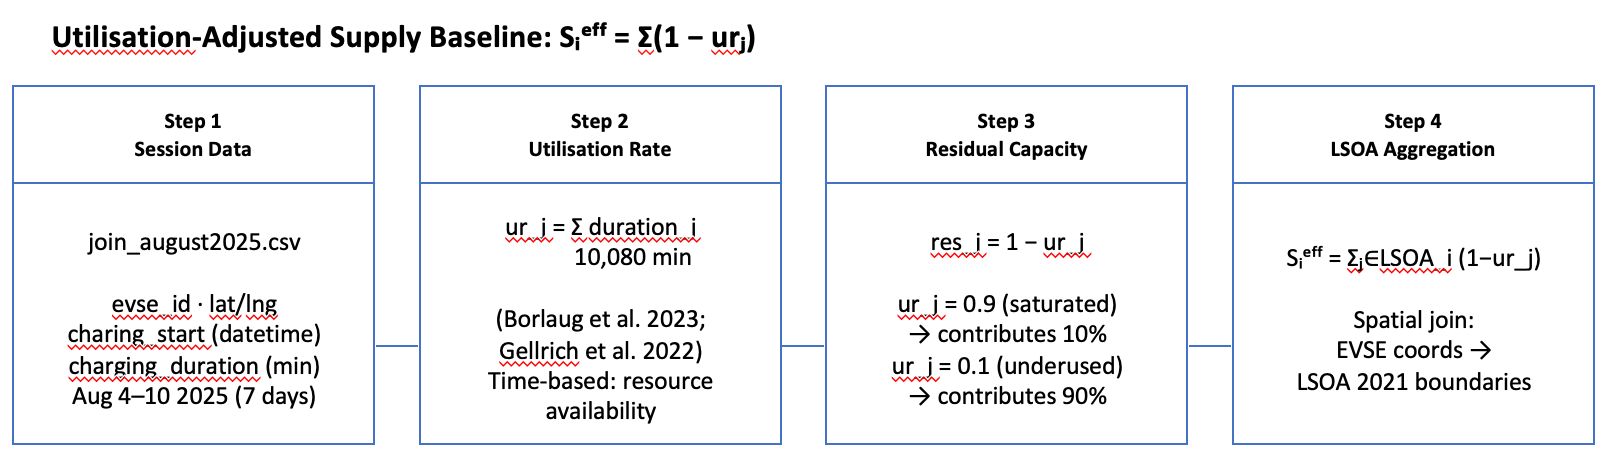 Utilisation-Adjusted Supply Baseline: Sᵢᵉᶠᶠ = Σ(1 − urⱼ)
Step 1
Session Data
join_august2025.csv
evse_id · lat/lng
charing_start (datetime)
charging_duration (min)
Aug 4–10 2025 (7 days)
Step 2
Utilisation Rate
ur_j = Σ duration_i
10,080 min
(Borlaug et al. 2023;
Gellrich et al. 2022)
Time-based: resource
availability
Step 3
Residual Capacity
res_j = 1 − ur_j
ur_j = 0.9 (saturated)
→ contributes 10%
ur_j = 0.1 (underused)
→ contributes 90%
Step 4
LSOA Aggregation
Sᵢᵉᶠᶠ = Σⱼ∈LSOA_i (1−ur_j)
Spatial join:
EVSE coords →
LSOA 2021 boundaries